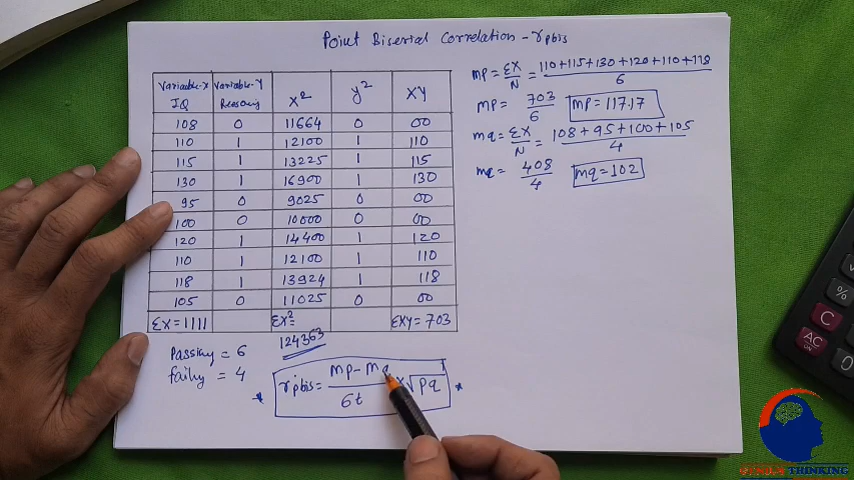 Point Biserial Correlation - rpbis
Variable-X IQ Variable-Y Reasoning X² Y² XY
108 0 11664 0 00
110 1 12100 1 110
115 1 13225 1 115
130 1 16900 1 130
95 0 9025 0 00
100 0 10000 0 00
120 1 14400 1 120
110 1 12100 1 110
118 1 13924 1 118
105 0 11025 0 00
ΣX = 1111 ΣX² = 124363 ΣXY = 703
Passing = 6
failing = 4
rpbis = Mp - Mq / 6t × √pq
Mp = ΣX / N = 110 + 115 + 130 + 120 + 110 + 118 / 6
Mp = 703 / 6 Mp = 117.17
Mq = ΣX / N = 108 + 95 + 100 + 105 / 4
Mq = 408 / 4 Mq = 102
C
THINKING